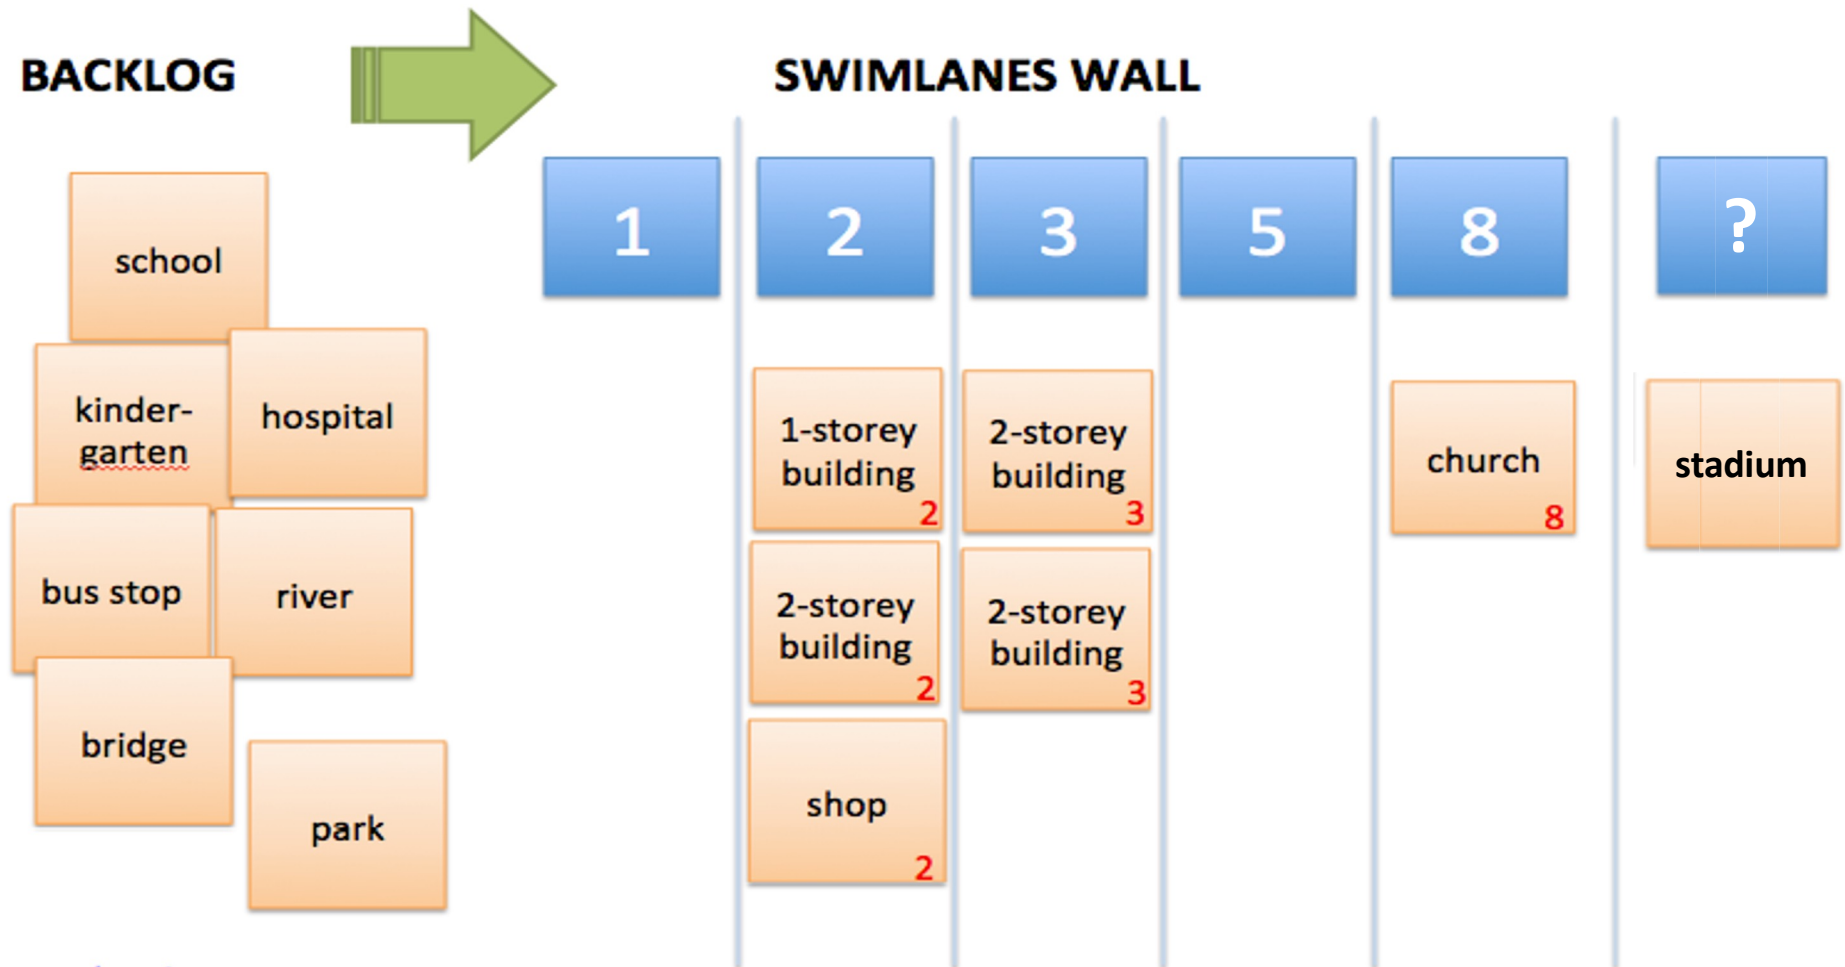 BACKLOG
SWIMLANES WALL
1
2
3
5
8
?
school
kinder-
garten
hospital
bus stop
river
bridge
park
1-storey
building
2
2-storey
building
2
shop
2
2-storey
building
3
2-storey
building
3
church
8
stadium